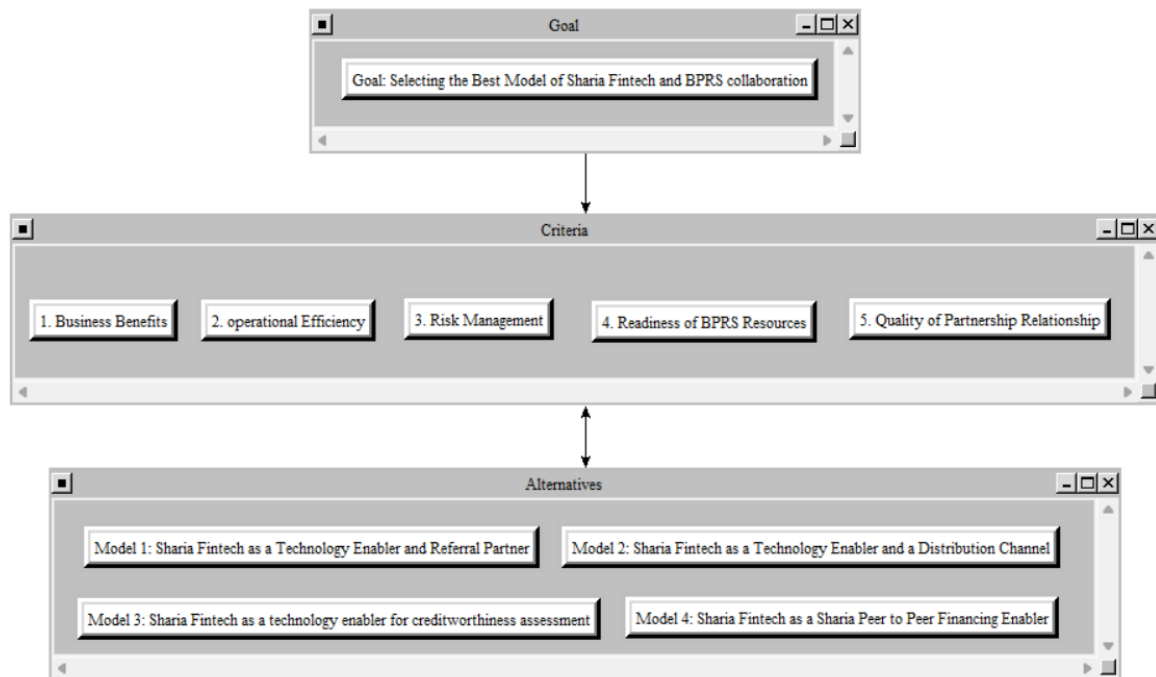 Goal
Goal: Selecting the Best Model of Sharia Fintech and BPRS collaboration
Criteria
1. Business Benefits
2. operational Efficiency
3. Risk Management
4. Readiness of BPRS Resources
5. Quality of Partnership Relationship
Alternatives
Model 1: Sharia Fintech as a Technology Enabler and Referral Partner
Model 2: Sharia Fintech as a Technology Enabler and a Distribution Channel
Model 3: Sharia Fintech as a technology enabler for creditworthiness assessment
Model 4: Sharia Fintech as a Sharia Peer to Peer Financing Enabler